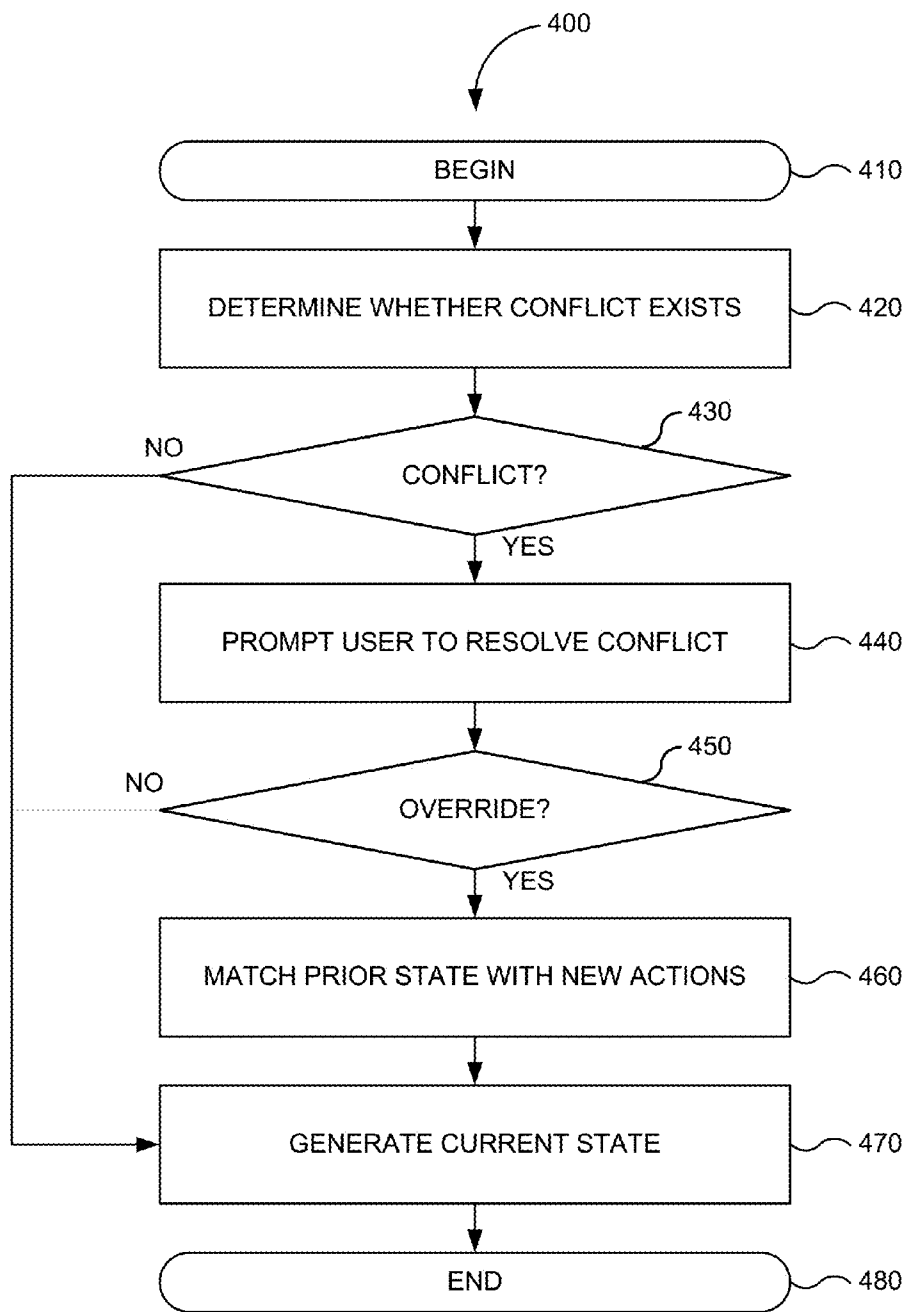 400
BEGIN
410
DETERMINE WHETHER CONFLICT EXISTS
420
430
NO
CONFLICT?
YES
PROMPT USER TO RESOLVE CONFLICT
440
450
NO
OVERRIDE?
YES
MATCH PRIOR STATE WITH NEW ACTIONS
460
GENERATE CURRENT STATE
470
END
480